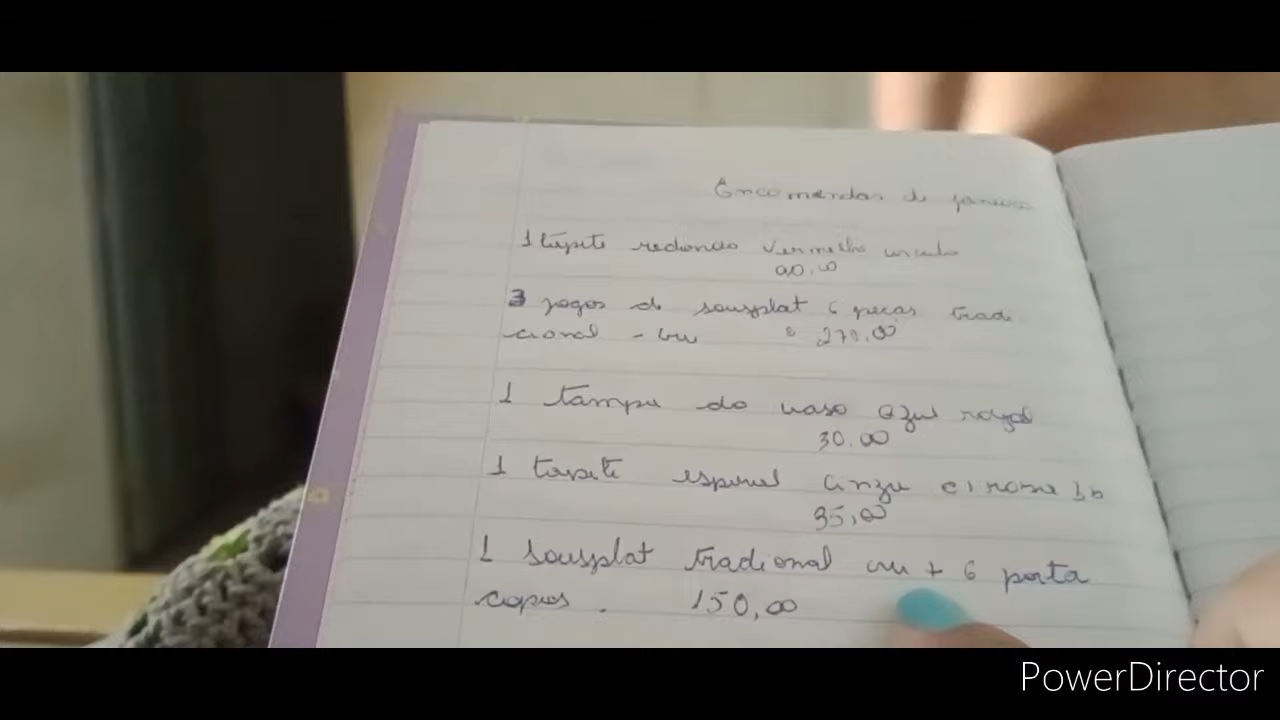 Encomendas de janeiro
1 tapete redondo vermelho
90,00
3 jogos de sousplat 6 peças tradi
cional - cru 270,00
1 tampa do vaso azul royal
30,00
1 tapete espiral cinza e
35,00
1 sousplat tradional cru + 6 porta
copos. 150,00
PowerDirector